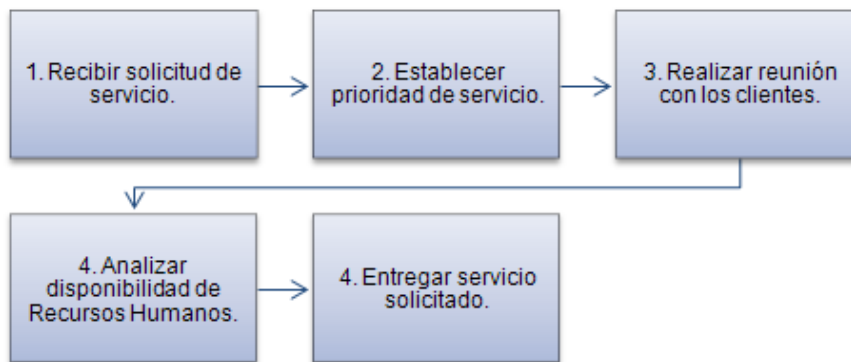 1. Recibir solicitud de
servicio.
2. Establecer
prioridad de servicio.
3. Realizar reunión
con los clientes.
4. Analizar
disponibilidad de
Recursos Humanos.
4. Entregar servicio
solicitado.